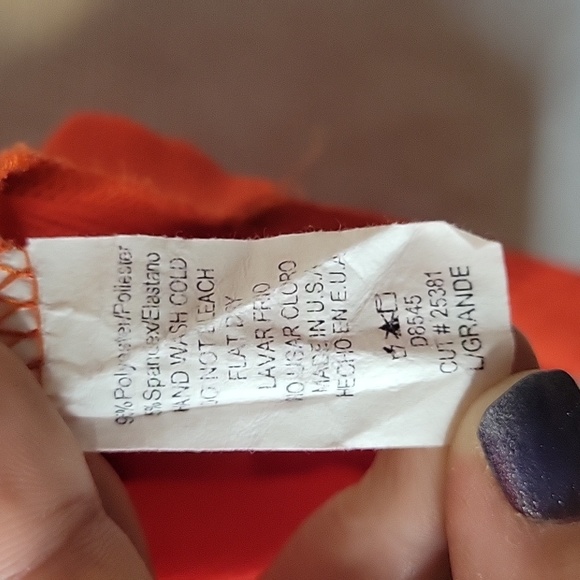 Polyester/Poliester
Spandex/Elastano
HAND WASH COLD
DO NOT BLEACH
FLAT DRY
LAVAR FRIO
NO USAR CLORO
MADE IN U.S.A
HECHO EN E.U.A
D8545
CUT # 25381
L/GRANDE